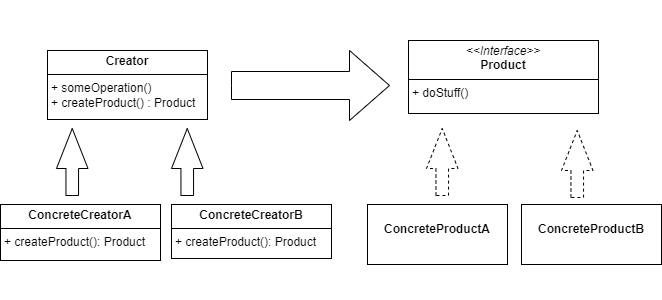 Creator
+ someOperation()
+ createProduct() : Product
<<Interface>>
Product
+ doStuff()
ConcreteCreatorA
+ createProduct(): Product
ConcreteCreatorB
+ createProduct(): Product
ConcreteProductA
ConcreteProductB